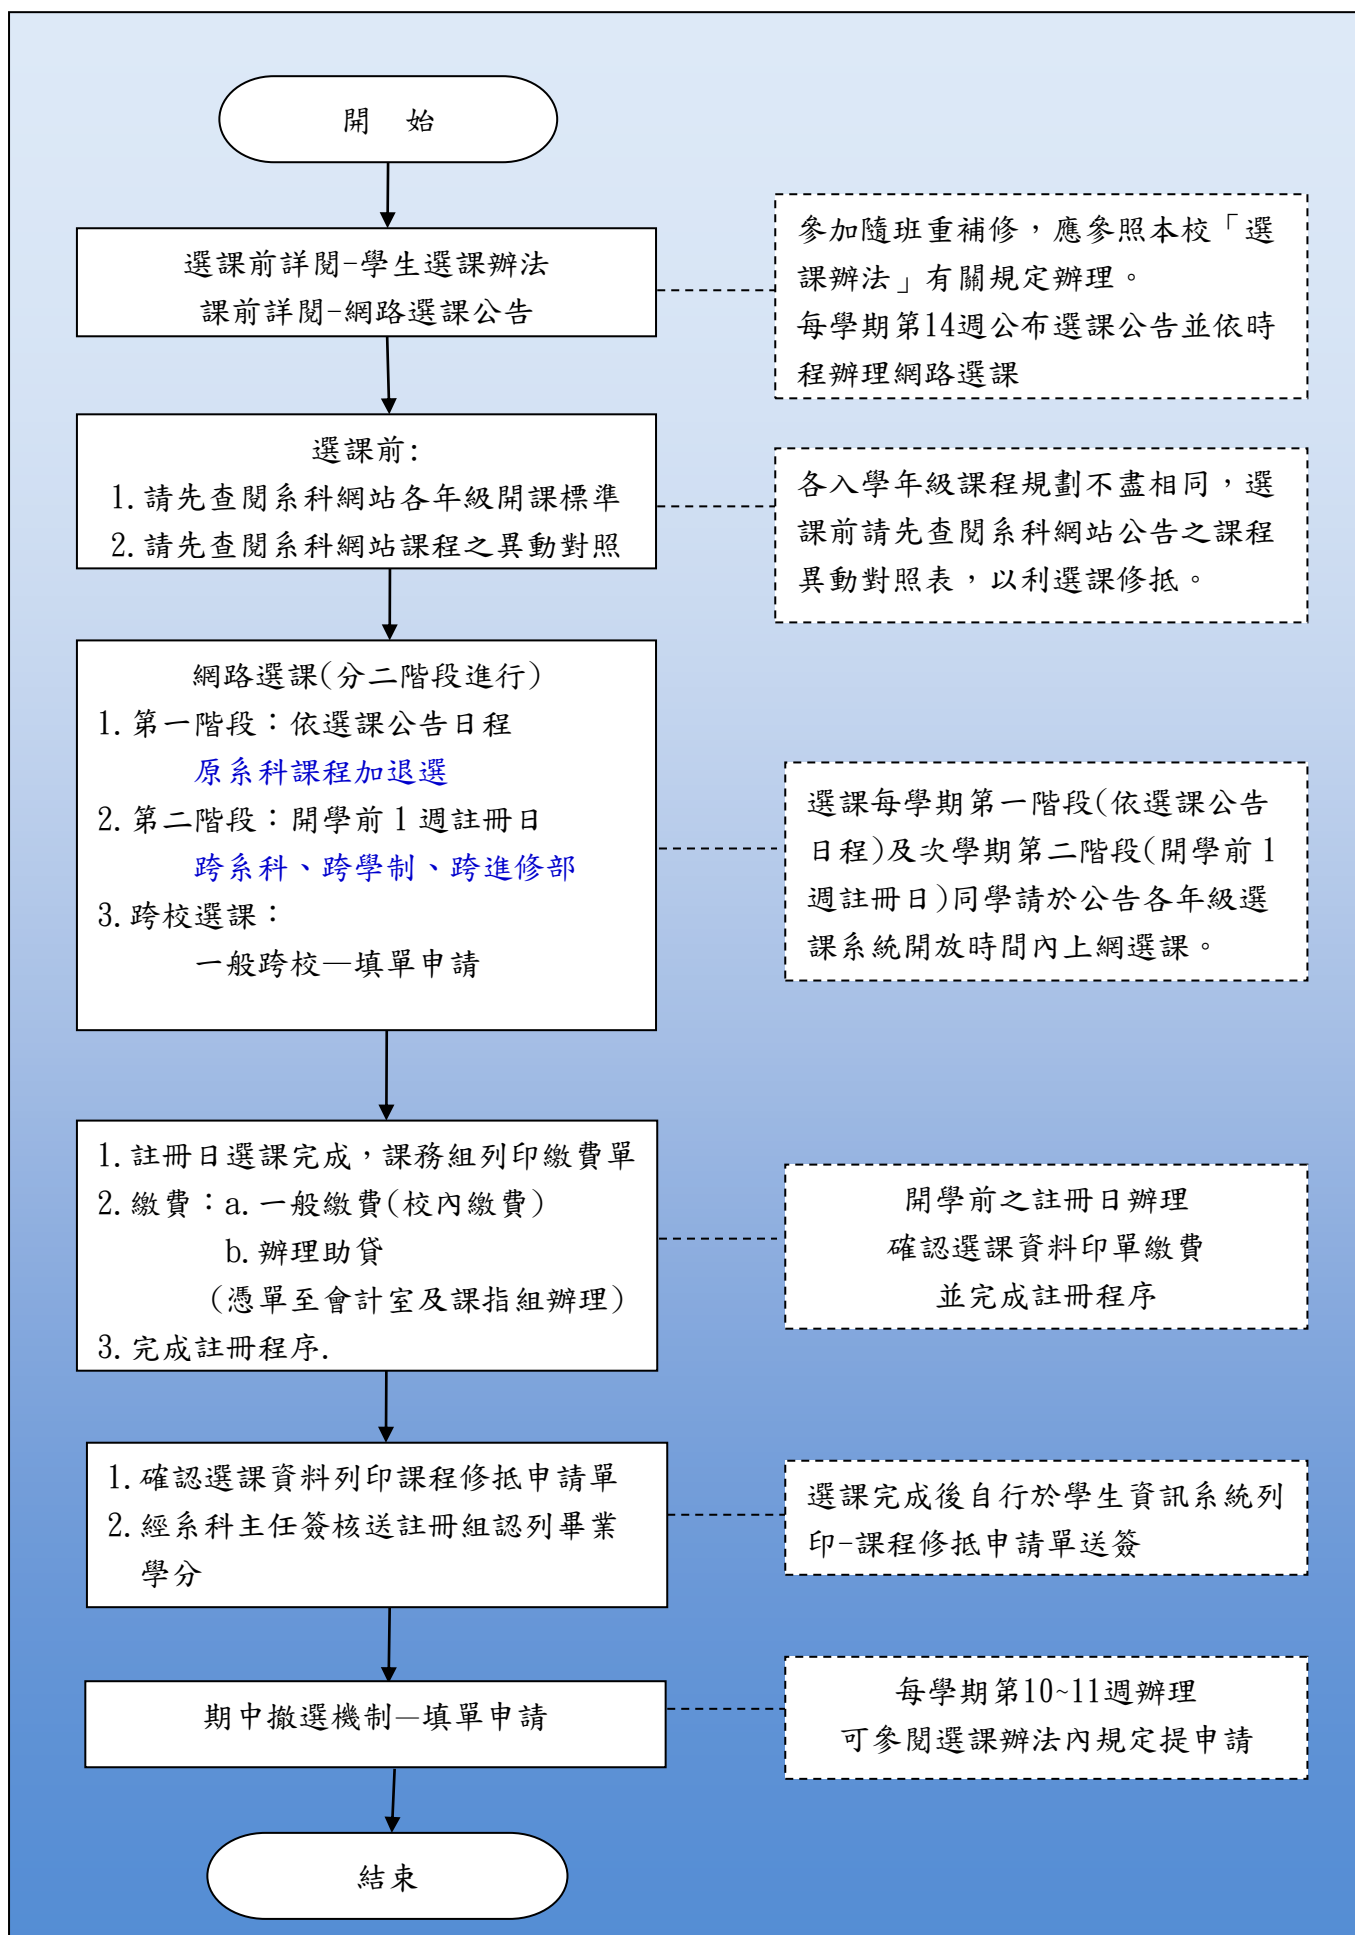 開　始
選課前詳閱-學生選課辦法
課前詳閱-網路選課公告
參加隨班重補修，應參照本校「選
課辦法」有關規定辦理。
每學期第14週公布選課公告並依時
程辦理網路選課
選課前:
1.請先查閱系科網站各年級開課標準
2.請先查閱系科網站課程之異動對照
各入學年級課程規劃不盡相同，選
課前請先查閱系科網站公告之課程
異動對照表，以利選課修抵。
網路選課(分二階段進行)
1.第一階段：依選課公告日程
原系科課程加退選
2.第二階段：開學前1週註冊日
跨系科、跨學制、跨進修部
3.跨校選課：
一般跨校—填單申請
選課每學期第一階段(依選課公告
日程)及次學期第二階段(開學前1
週註冊日)同學請於公告各年級選
課系統開放時間內上網選課。
1.註冊日選課完成，課務組列印繳費單
2.繳費：a.一般繳費(校內繳費)
b.辦理助貸
(憑單至會計室及課指組辦理)
3.完成註冊程序.
開學前之註冊日辦理
確認選課資料印單繳費
並完成註冊程序
1.確認選課資料列印課程修抵申請單
2.經系科主任簽核送註冊組認列畢業
學分
選課完成後自行於學生資訊系統列
印-課程修抵申請單送簽
期中撤選機制—填單申請
每學期第10~11週辦理
可參閱選課辦法內規定提申請
結束